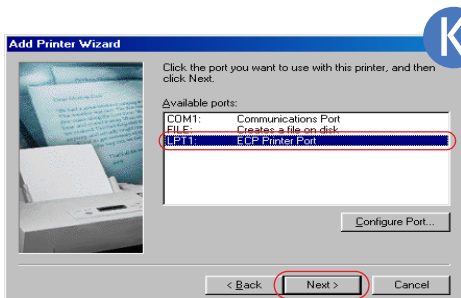 K
Add Printer Wizard
Click the port you want to use with this printer, and then
click Next.
Available ports:
COM1: Communications Port
FILE: Creates a file on disk
LPT1: ECP Printer Port
Configure Port...
< Back Next > Cancel